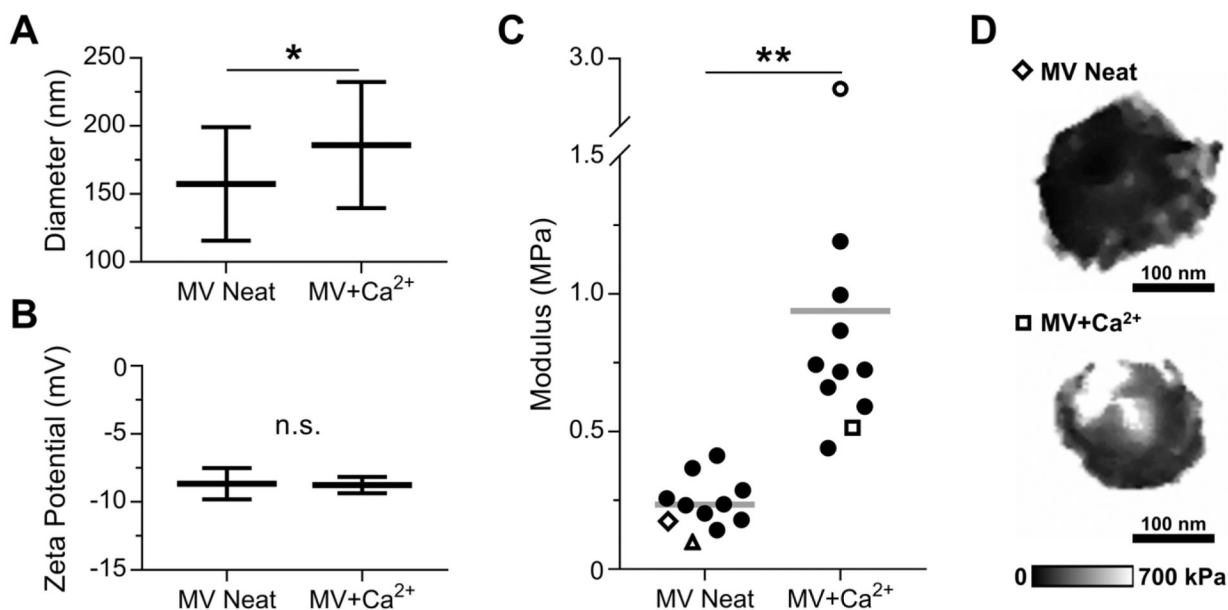 A
Diameter (nm)
250
200
150
100
*
MV Neat
MV+Ca²⁺
B
Zeta Potential (mV)
0
-5
-10
-15
n.s.
MV Neat
MV+Ca²⁺
C
Modulus (MPa)
3.0
1.5
1.0
0.5
0
**
MV Neat
MV+Ca²⁺
D
MV Neat
100 nm
MV+Ca²⁺
100 nm
0 700 kPa